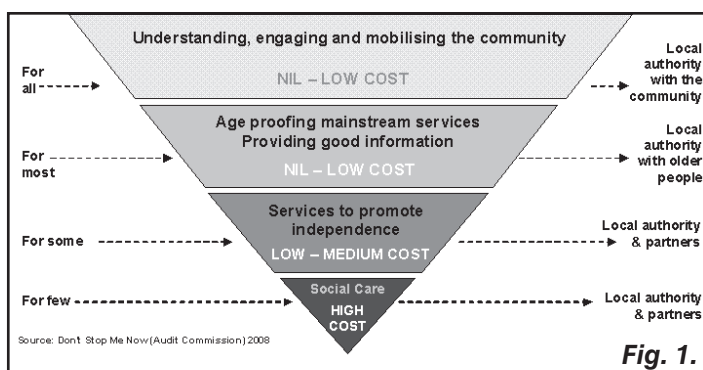 Understanding, engaging and mobilising the community
NIL – LOW COST
For
all
Local
authority
with the
community
Age proofing mainstream services
Providing good information
NIL – LOW COST
For
most
Local
authority
with older
people
Services to promote
independence
LOW – MEDIUM COST
For some
Local authority
& partners
Social Care
HIGH
COST
For few
Local authority
& partners
Source: Don't Stop Me Now (Audit Commission) 2008
Fig. 1.